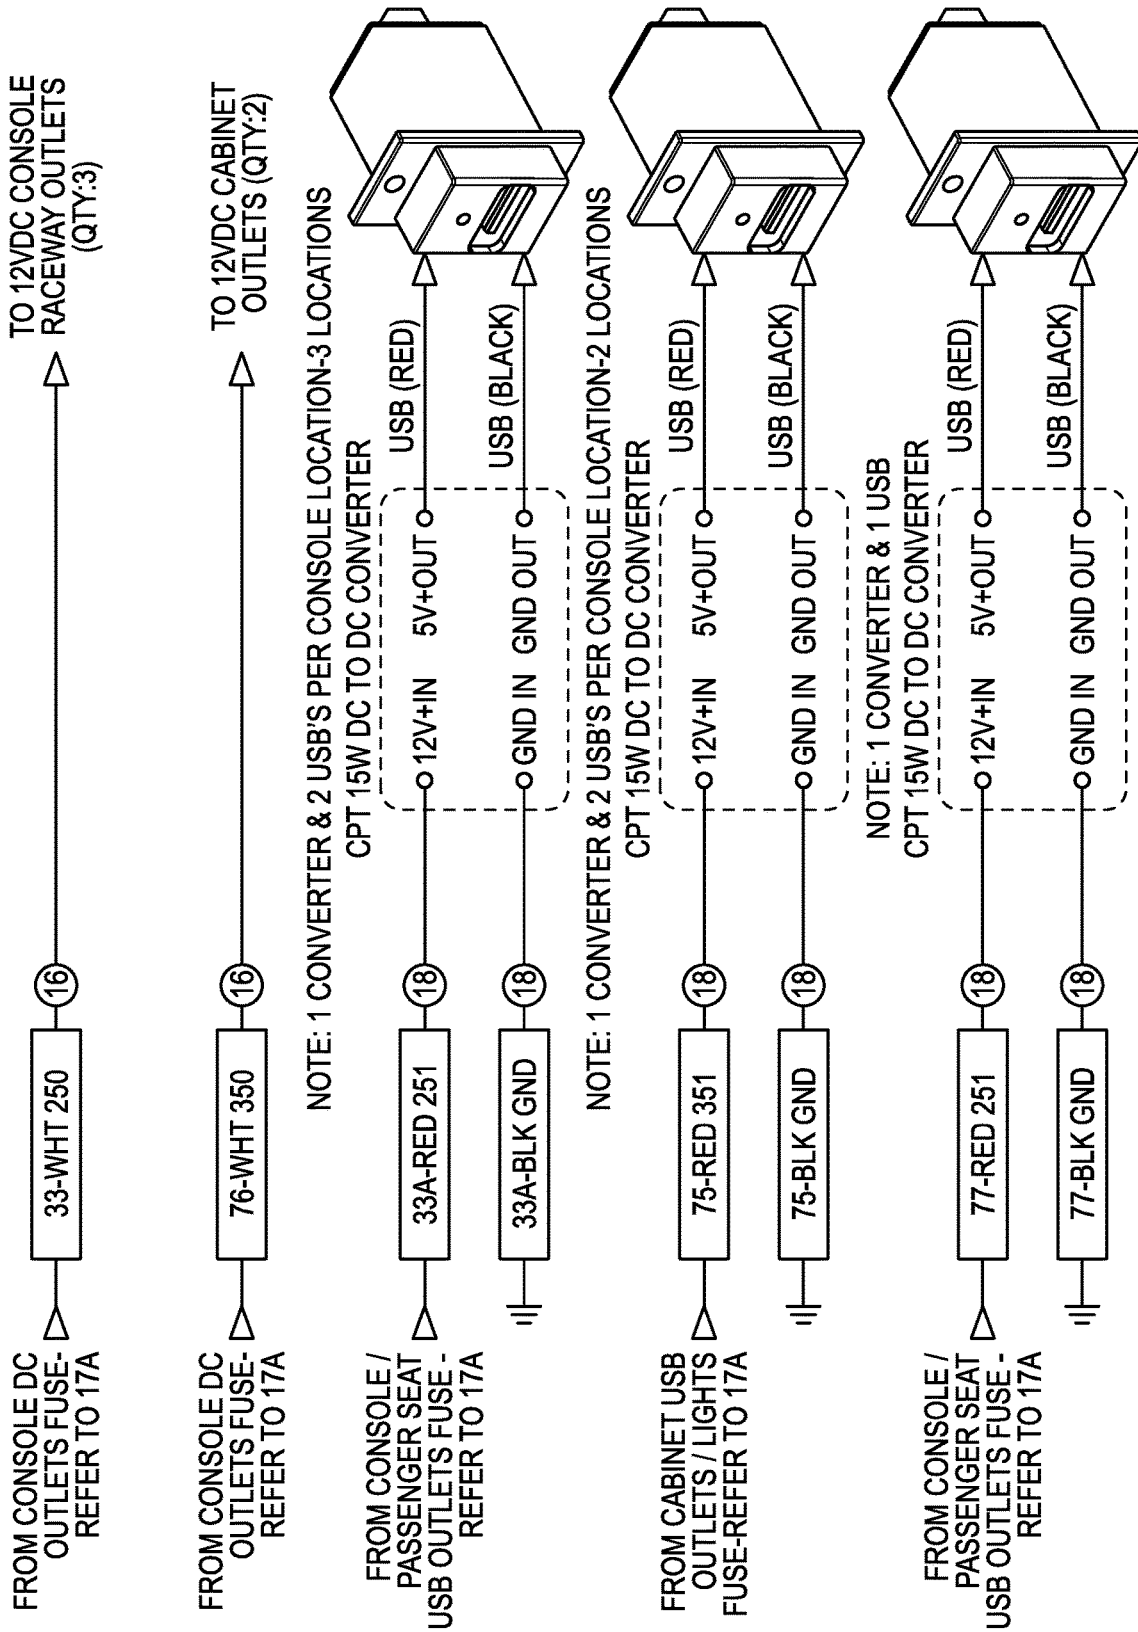 FROM CONSOLE DC
OUTLETS FUSE-
REFER TO 17A
33-WHT 250
16
TO 12VDC CONSOLE
RACEWAY OUTLETS
(QTY:3)
FROM CONSOLE DC
OUTLETS FUSE-
REFER TO 17A
76-WHT 350
16
TO 12VDC CABINET
OUTLETS (QTY:2)
NOTE: 1 CONVERTER & 2 USB'S PER CONSOLE LOCATION-3 LOCATIONS
CPT 15W DC TO DC CONVERTER
FROM CONSOLE /
PASSENGER SEAT
USB OUTLETS FUSE -
REFER TO 17A
33A-RED 251
18
12V+IN
5V+OUT
USB (RED)
33A-BLK GND
18
GND IN
GND OUT
USB (BLACK)
NOTE: 1 CONVERTER & 2 USB'S PER CONSOLE LOCATION-2 LOCATIONS
CPT 15W DC TO DC CONVERTER
FROM CABINET USB
OUTLETS / LIGHTS
FUSE-REFER TO 17A
75-RED 351
18
12V+IN
5V+OUT
USB (RED)
75-BLK GND
18
GND IN
GND OUT
USB (BLACK)
NOTE: 1 CONVERTER & 1 USB
CPT 15W DC TO DC CONVERTER
FROM CONSOLE /
PASSENGER SEAT
USB OUTLETS FUSE -
REFER TO 17A
77-RED 251
18
12V+IN
5V+OUT
USB (RED)
77-BLK GND
18
GND IN
GND OUT
USB (BLACK)